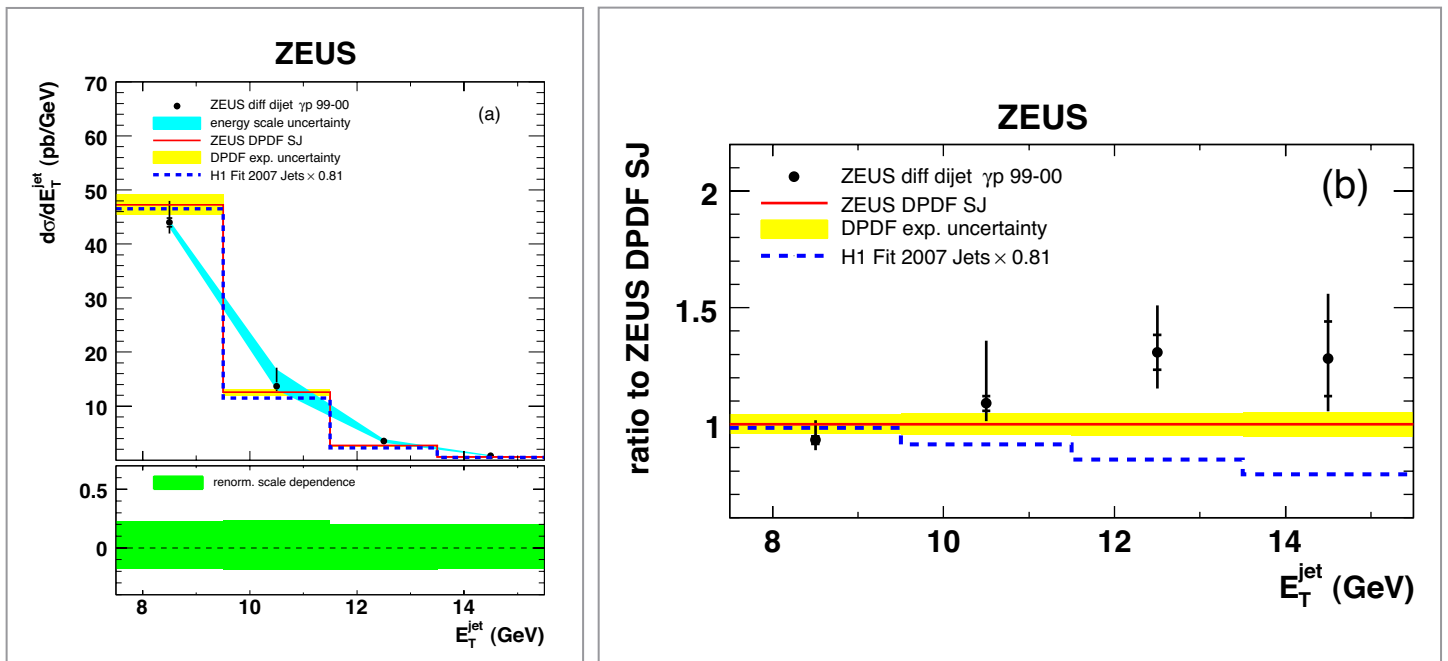 ZEUS
dσ/dE_T^jet (pb/GeV)
70
60
50
40
30
20
10
(a)
ZEUS diff dijet γp 99-00
energy scale uncertainty
ZEUS DPDF SJ
DPDF exp. uncertainty
H1 Fit 2007 Jets × 0.81
0.5
0
renorm. scale dependence
8 10 12 14
E_T^jet (GeV)
ZEUS
ratio to ZEUS DPDF SJ
2
1.5
1
(b)
ZEUS diff dijet γp 99-00
ZEUS DPDF SJ
DPDF exp. uncertainty
H1 Fit 2007 Jets × 0.81
8 10 12 14
E_T^jet (GeV)